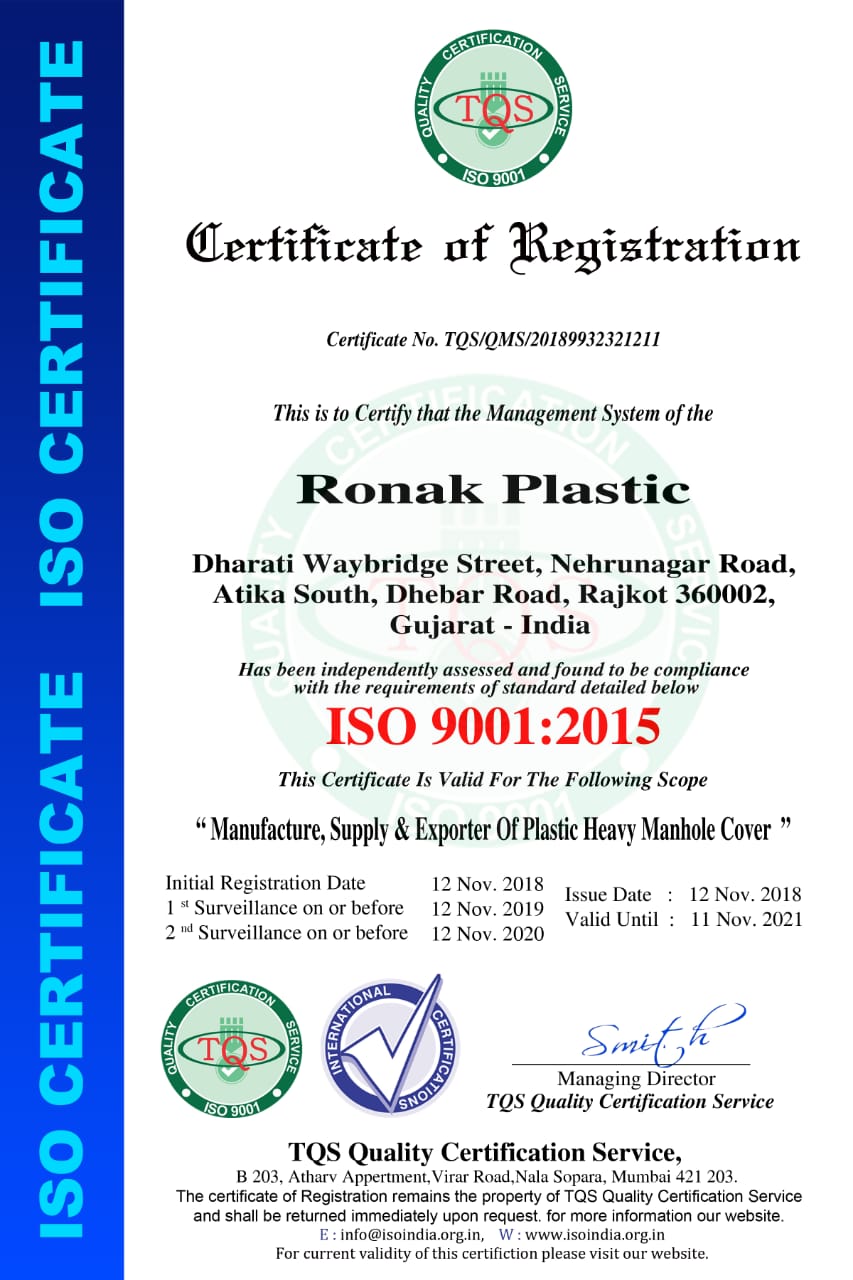 ISO CERTIFICATE ISO CERTIFICATE
QUALITY CERTIFICATION SERVICE
TQS
ISO 9001
Certificate of Registration
Certificate No. TQS/QMS/20189932321211
This is to Certify that the Management System of the
Ronak Plastic
Dharati Waybridge Street, Nehrunagar Road,
Atika South, Dhebar Road, Rajkot 360002,
Gujarat - India
Has been independently assessed and found to be compliance
with the requirements of standard detailed below
ISO 9001:2015
This Certificate Is Valid For The Following Scope
“ Manufacture, Supply & Exporter Of Plastic Heavy Manhole Cover ”
Initial Registration Date 12 Nov. 2018
1 st Surveillance on or before 12 Nov. 2019
2 nd Surveillance on or before 12 Nov. 2020
Issue Date : 12 Nov. 2018
Valid Until : 11 Nov. 2021
QUALITY CERTIFICATION SERVICE
TQS
ISO 9001
INTERNATIONAL CERTIFICATIONS
Smit.h
Managing Director
TQS Quality Certification Service
TQS Quality Certification Service,
B 203, Atharv Appertment,Virar Road,Nala Sopara, Mumbai 421 203.
The certificate of Registration remains the property of TQS Quality Certification Service
and shall be returned immediately upon request. for more information our website.
E : info@isoindia.org.in, W : www.isoindia.org.in
For current validity of this certifiction please visit our website.